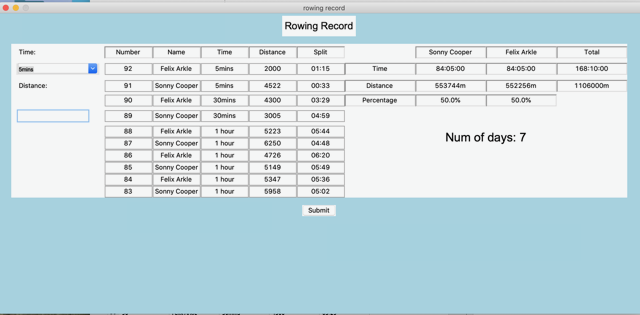 rowing record
Rowing Record
Time:
5mins
Distance:
Number Name Time Distance Split
92 Felix Arkle 5mins 2000 01:15
91 Sonny Cooper 5mins 4522 00:33
90 Felix Arkle 30mins 4300 03:29
89 Sonny Cooper 30mins 3005 04:59
88 Felix Arkle 1 hour 5223 05:44
87 Sonny Cooper 1 hour 6250 04:48
86 Felix Arkle 1 hour 4726 06:20
85 Sonny Cooper 1 hour 5149 05:49
84 Felix Arkle 1 hour 5347 05:36
83 Sonny Cooper 1 hour 5958 05:02
Sonny Cooper Felix Arkle Total
Time 84:05:00 84:05:00 168:10:00
Distance 553744m 552256m 1106000m
Percentage 50.0% 50.0%
Num of days: 7
Submit